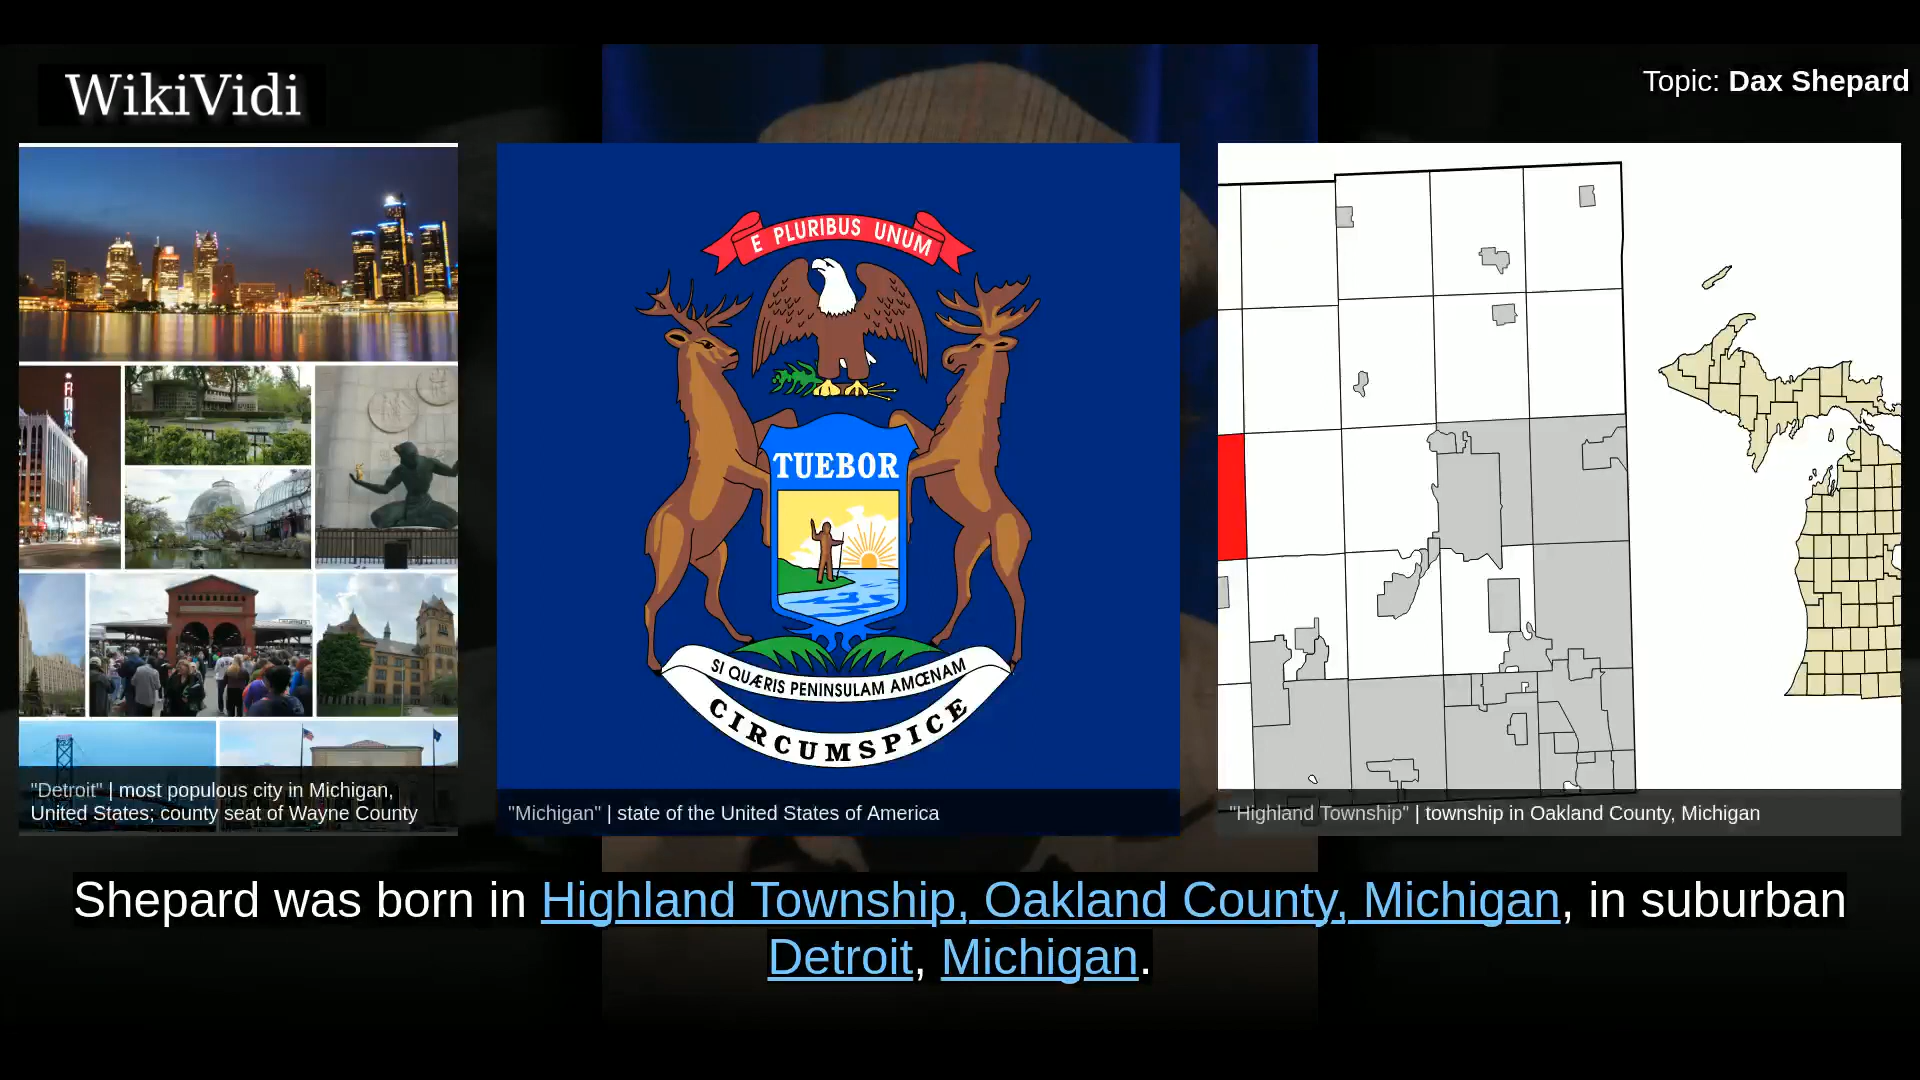 WikiVidi
Topic: Dax Shepard
E PLURIBUS UNUM
TUEBOR
SI QUÆRIS PENINSULAM AMŒNAM
CIRCUMSPICE
"Detroit" | most populous city in Michigan,
United States; county seat of Wayne County
"Michigan" | state of the United States of America
"Highland Township" | township in Oakland County, Michigan
Shepard was born in Highland Township, Oakland County, Michigan, in suburban
Detroit, Michigan.